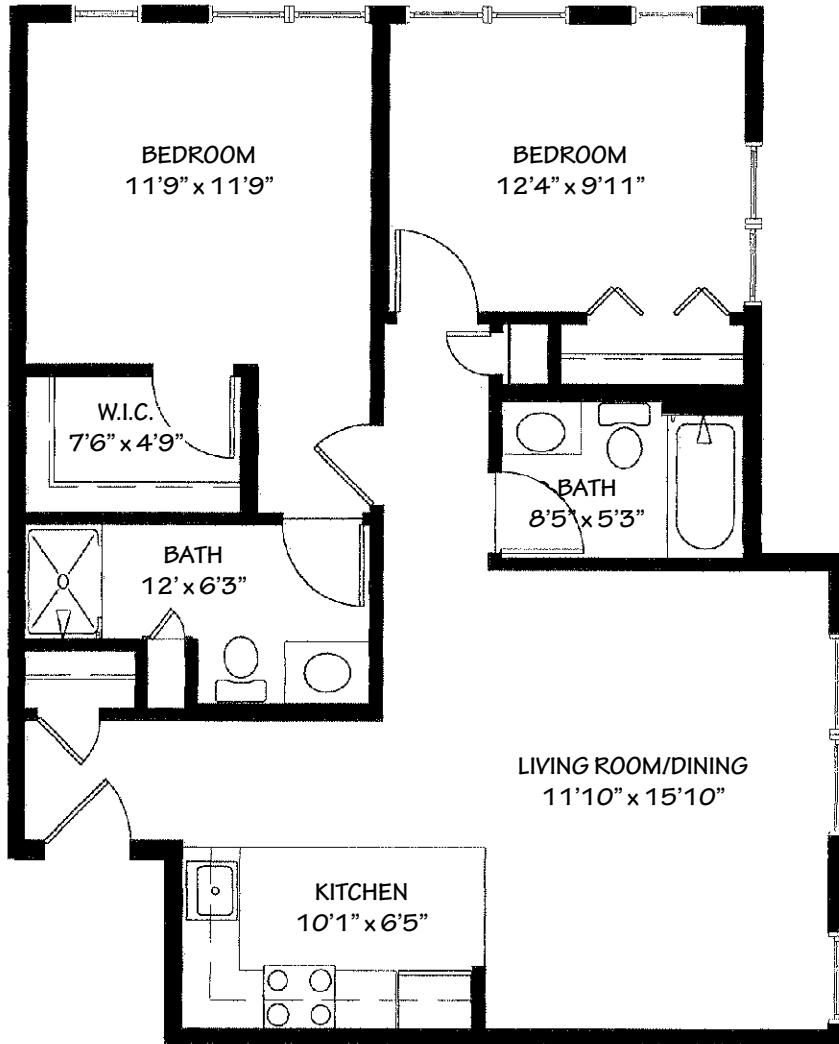 BEDROOM
11'9" x 11'9"
BEDROOM
12'4" x 9'11"
W.I.C.
7'6" x 4'9"
BATH
8'5" x 5'3"
BATH
12' x 6'3"
LIVING ROOM/DINING
11'10" x 15'10"
KITCHEN
10'1" x 6'5"